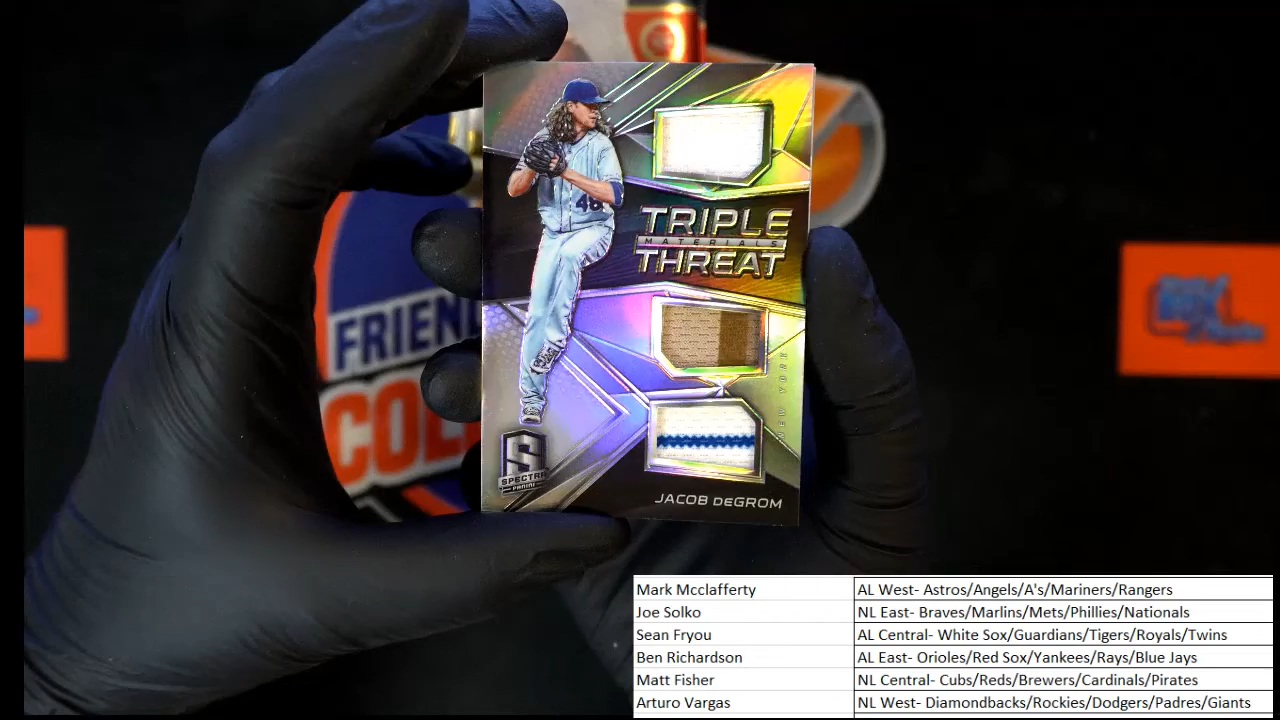 TRIPLE
MATERIALS
THREAT
48
NEW YORK
SPECTRA
PANINI
JACOB DEGROM
FRIEN
COL
Mark Mcclafferty AL West- Astros/Angels/A's/Mariners/Rangers
Joe Solko NL East- Braves/Marlins/Mets/Phillies/Nationals
Sean Fryou AL Central- White Sox/Guardians/Tigers/Royals/Twins
Ben Richardson AL East- Orioles/Red Sox/Yankees/Rays/Blue Jays
Matt Fisher NL Central- Cubs/Reds/Brewers/Cardinals/Pirates
Arturo Vargas NL West- Diamondbacks/Rockies/Dodgers/Padres/Giants